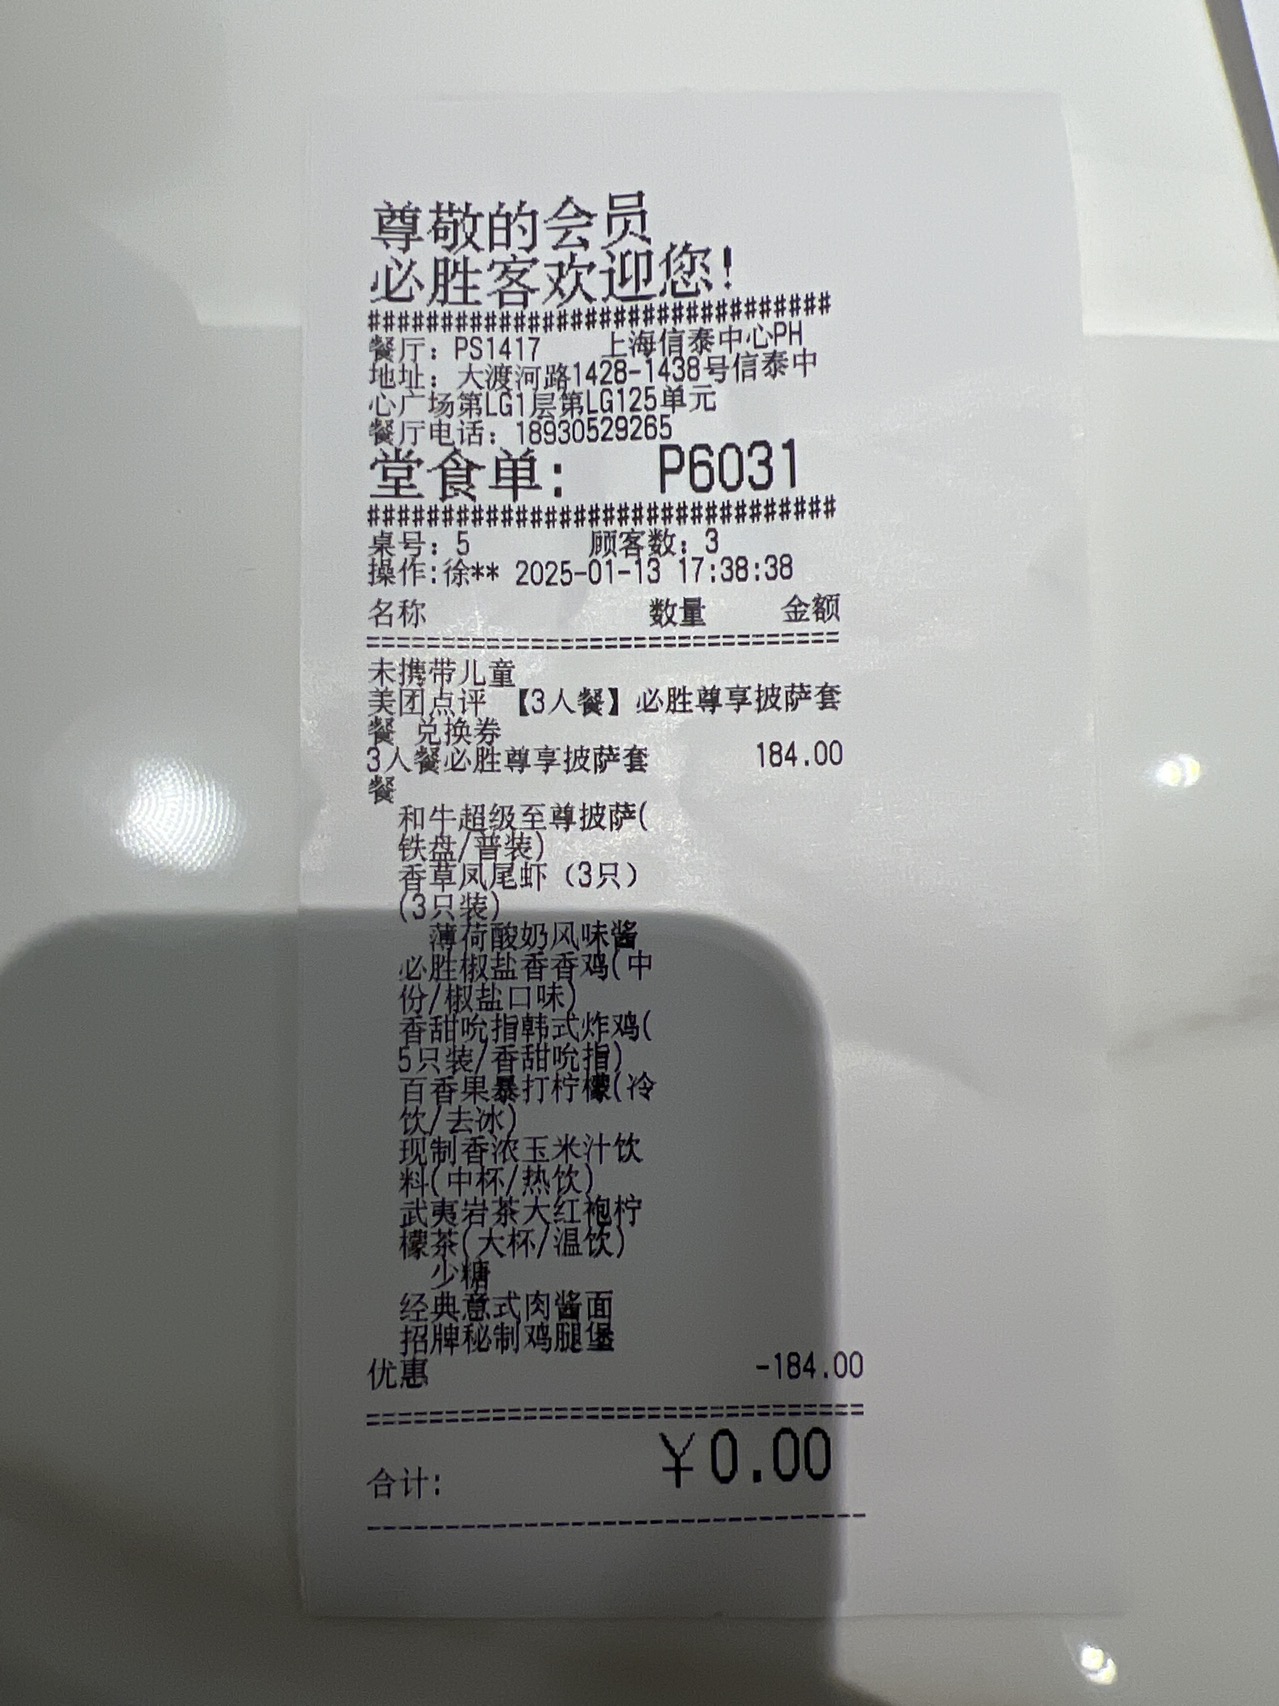 尊敬的会员
必胜客欢迎您!
################################
餐厅: PS1417 上海信泰中心PH
地址: 大渡河路1428-1438号信泰中
心广场第LG1层第LG125单元
餐厅电话: 18930529265
堂食单: P6031
################################
桌号: 5 顾客数: 3
操作:徐** 2025-01-13 17:38:38
名称 数量 金额
================================
未携带儿童
美团点评 【3人餐】必胜尊享披萨套
餐 兑换券
3人餐必胜尊享披萨套 184.00
餐
和牛超级至尊披萨(
铁盘/普装)
香草凤尾虾（3只）
(3只装)
薄荷酸奶风味酱
必胜椒盐香香鸡(中
份/椒盐口味)
香甜吮指韩式炸鸡(
5只装/香甜吮指)
百香果暴打柠檬(冷
饮/去冰)
现制香浓玉米汁饮
料(中杯/热饮)
武夷岩茶大红袍柠
檬茶(大杯/温饮)
少糖
经典意式肉酱面
招牌秘制鸡腿堡
优惠 -184.00
================================
合计: ￥0.00
--------------------------------